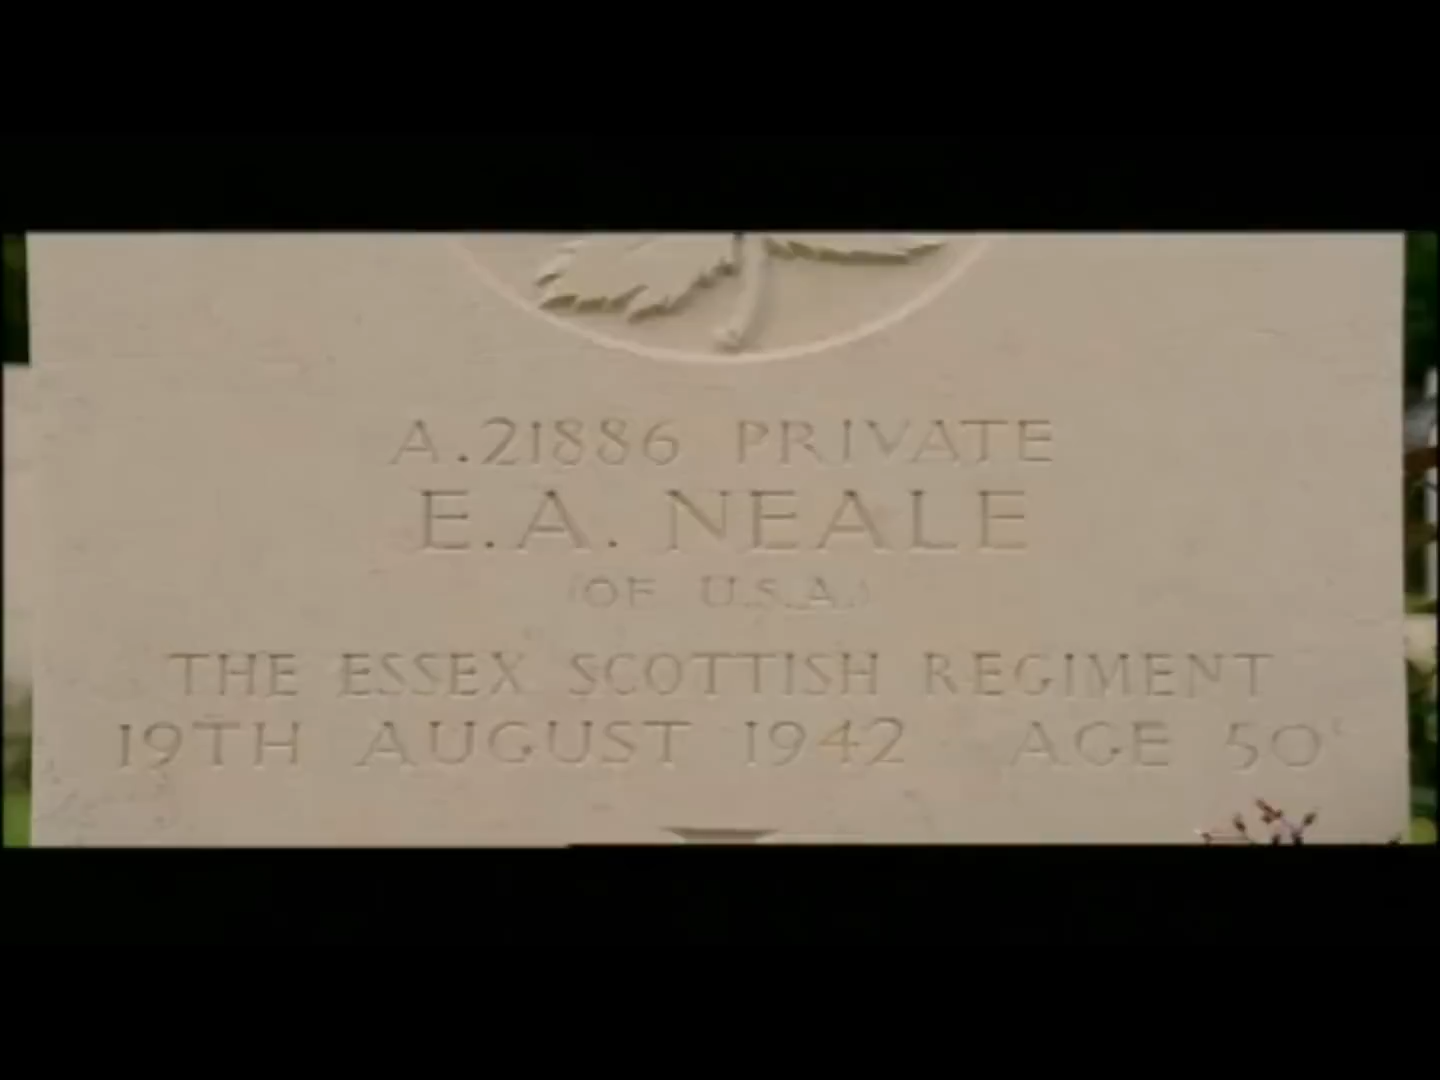 A.21886 PRIVATE
E.A. NEALE
(OF U.S.A.)
THE ESSEX SCOTTISH REGIMENT
19TH AUGUST 1942 AGE 50